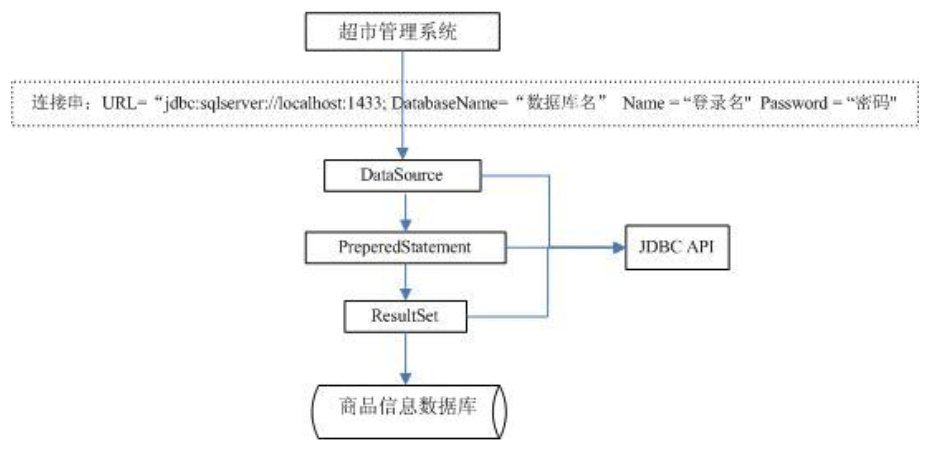 超市管理系统
连接串：URL=“jdbc:sqlserver://localhost:1433; DatabaseName=“数据库名” Name =“登录名" Password = “密码"
DataSource
PreperedStatement
JDBC API
ResultSet
商品信息数据库